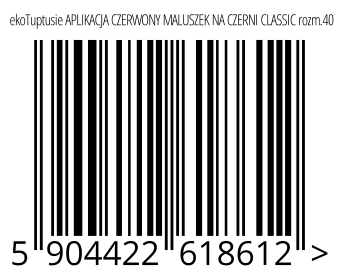 ekoTuptusie APLIKACJA CZERWONY MALUSZEK NA CZERNI CLASSIC rozm.40
5 904422 618612 >